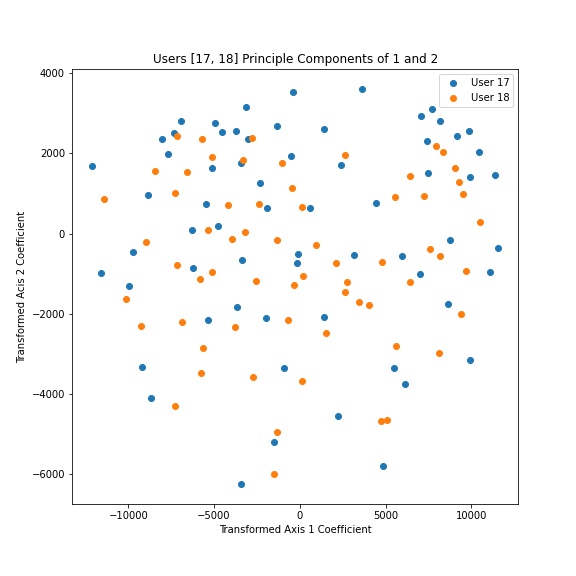 Users [17, 18] Principle Components of 1 and 2
User 17
User 18
4000
2000
0
−2000
−4000
−6000
Transformed Acis 2 Coefficient
−10000 −5000 0 5000 10000
Transformed Axis 1 Coefficient